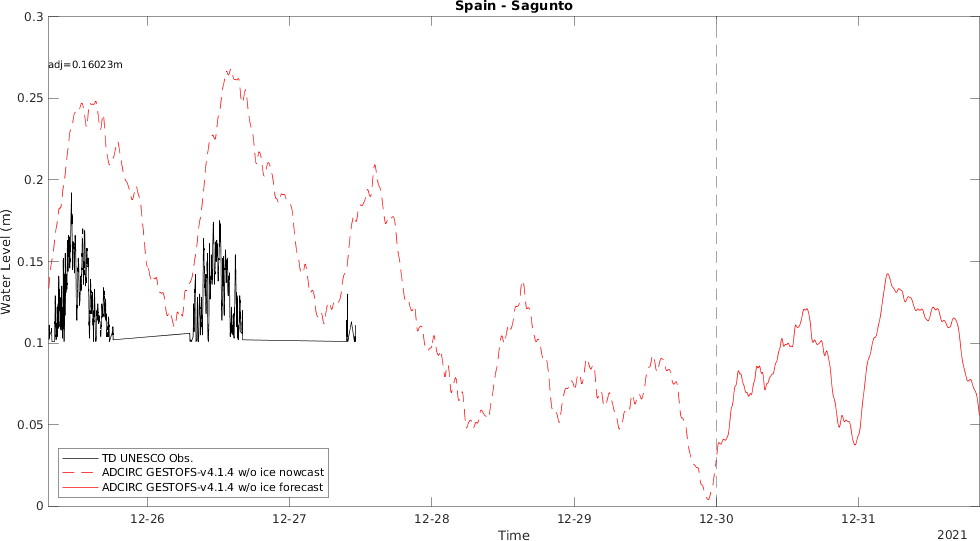 Spain - Sagunto
0.3
adj=0.16023m
0.25
0.2
0.15
0.1
0.05
0
Water Level (m)
TD UNESCO Obs.
ADCIRC GESTOFS-v4.1.4 w/o ice nowcast
ADCIRC GESTOFS-v4.1.4 w/o ice forecast
12-26
12-27
12-28
12-29
12-30
12-31
Time
2021